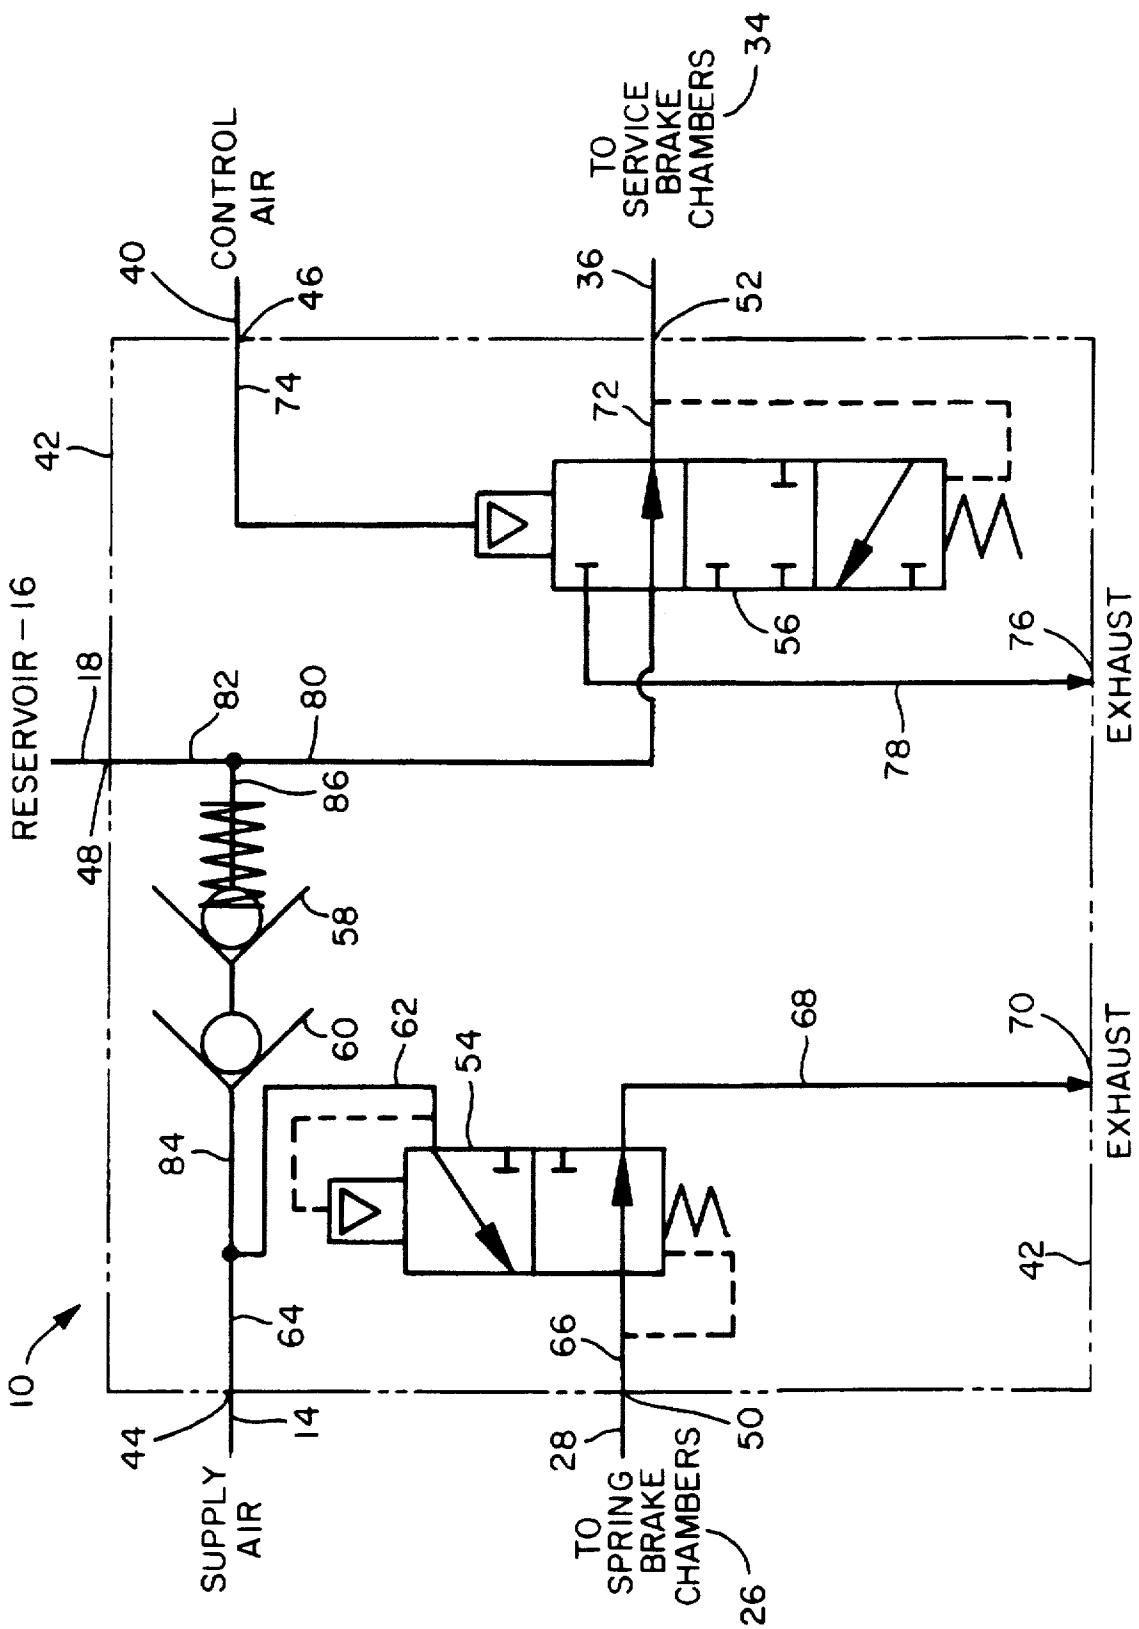 10
SUPPLY
AIR
44
14
64
84
60
58
86
48
RESERVOIR-16
18
82
80
42
40
CONTROL
AIR
46
74
62
54
TO
SPRING
BRAKE
CHAMBERS
26
28
50
66
68
70
EXHAUST
42
56
78
76
EXHAUST
72
36
52
TO
SERVICE
BRAKE
CHAMBERS
34